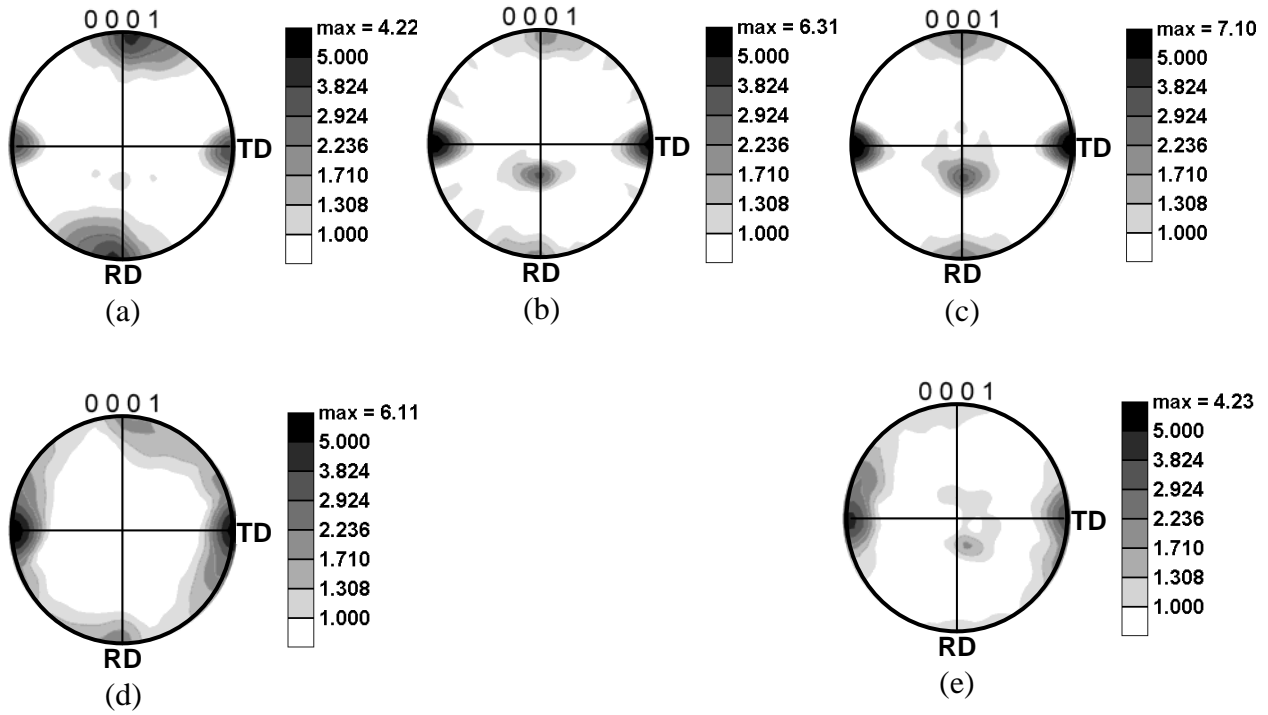 0 0 0 1
max = 4.22
5.000
3.824
2.924
2.236
1.710
1.308
1.000
TD
RD
(a)
0 0 0 1
max = 6.31
5.000
3.824
2.924
2.236
1.710
1.308
1.000
TD
RD
(b)
0 0 0 1
max = 7.10
5.000
3.824
2.924
2.236
1.710
1.308
1.000
TD
RD
(c)
0 0 0 1
max = 6.11
5.000
3.824
2.924
2.236
1.710
1.308
1.000
TD
RD
(d)
0 0 0 1
max = 4.23
5.000
3.824
2.924
2.236
1.710
1.308
1.000
TD
RD
(e)